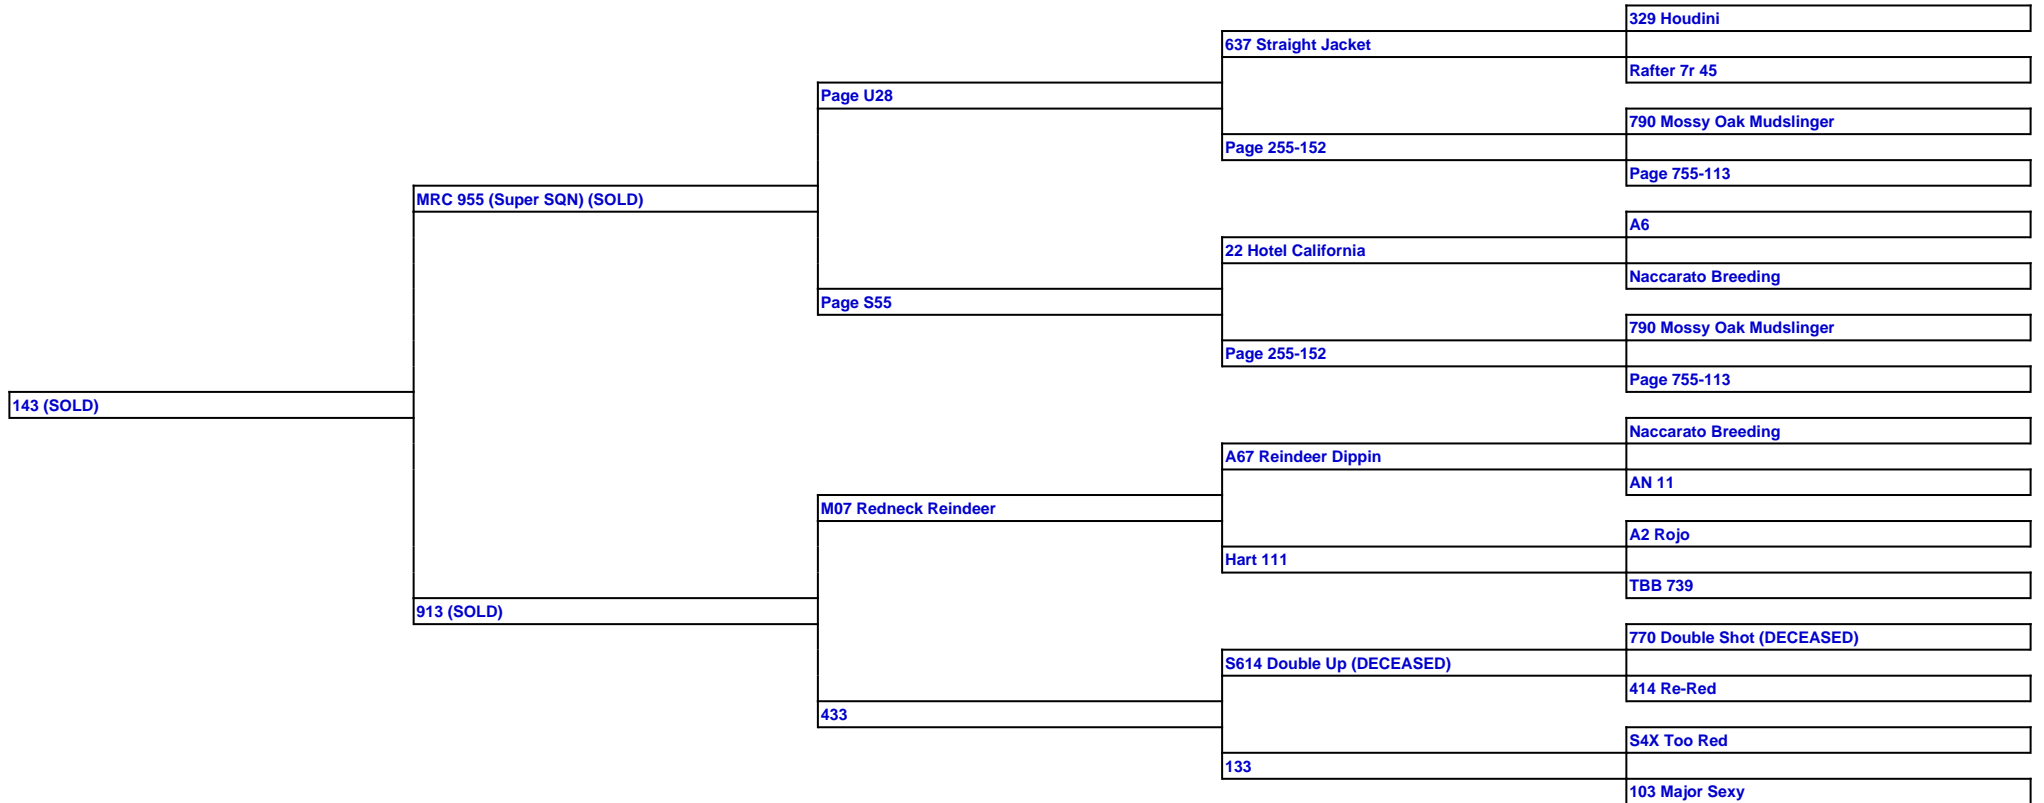 329 Houdini
637 Straight Jacket
Rafter 7r 45
Page U28
790 Mossy Oak Mudslinger
Page 255-152
Page 755-113
MRC 955 (Super SQN) (SOLD)
A6
22 Hotel California
Naccarato Breeding
Page S55
790 Mossy Oak Mudslinger
Page 255-152
Page 755-113
143 (SOLD)
Naccarato Breeding
A67 Reindeer Dippin
AN 11
M07 Redneck Reindeer
A2 Rojo
Hart 111
TBB 739
913 (SOLD)
770 Double Shot (DECEASED)
S614 Double Up (DECEASED)
414 Re-Red
433
S4X Too Red
133
103 Major Sexy